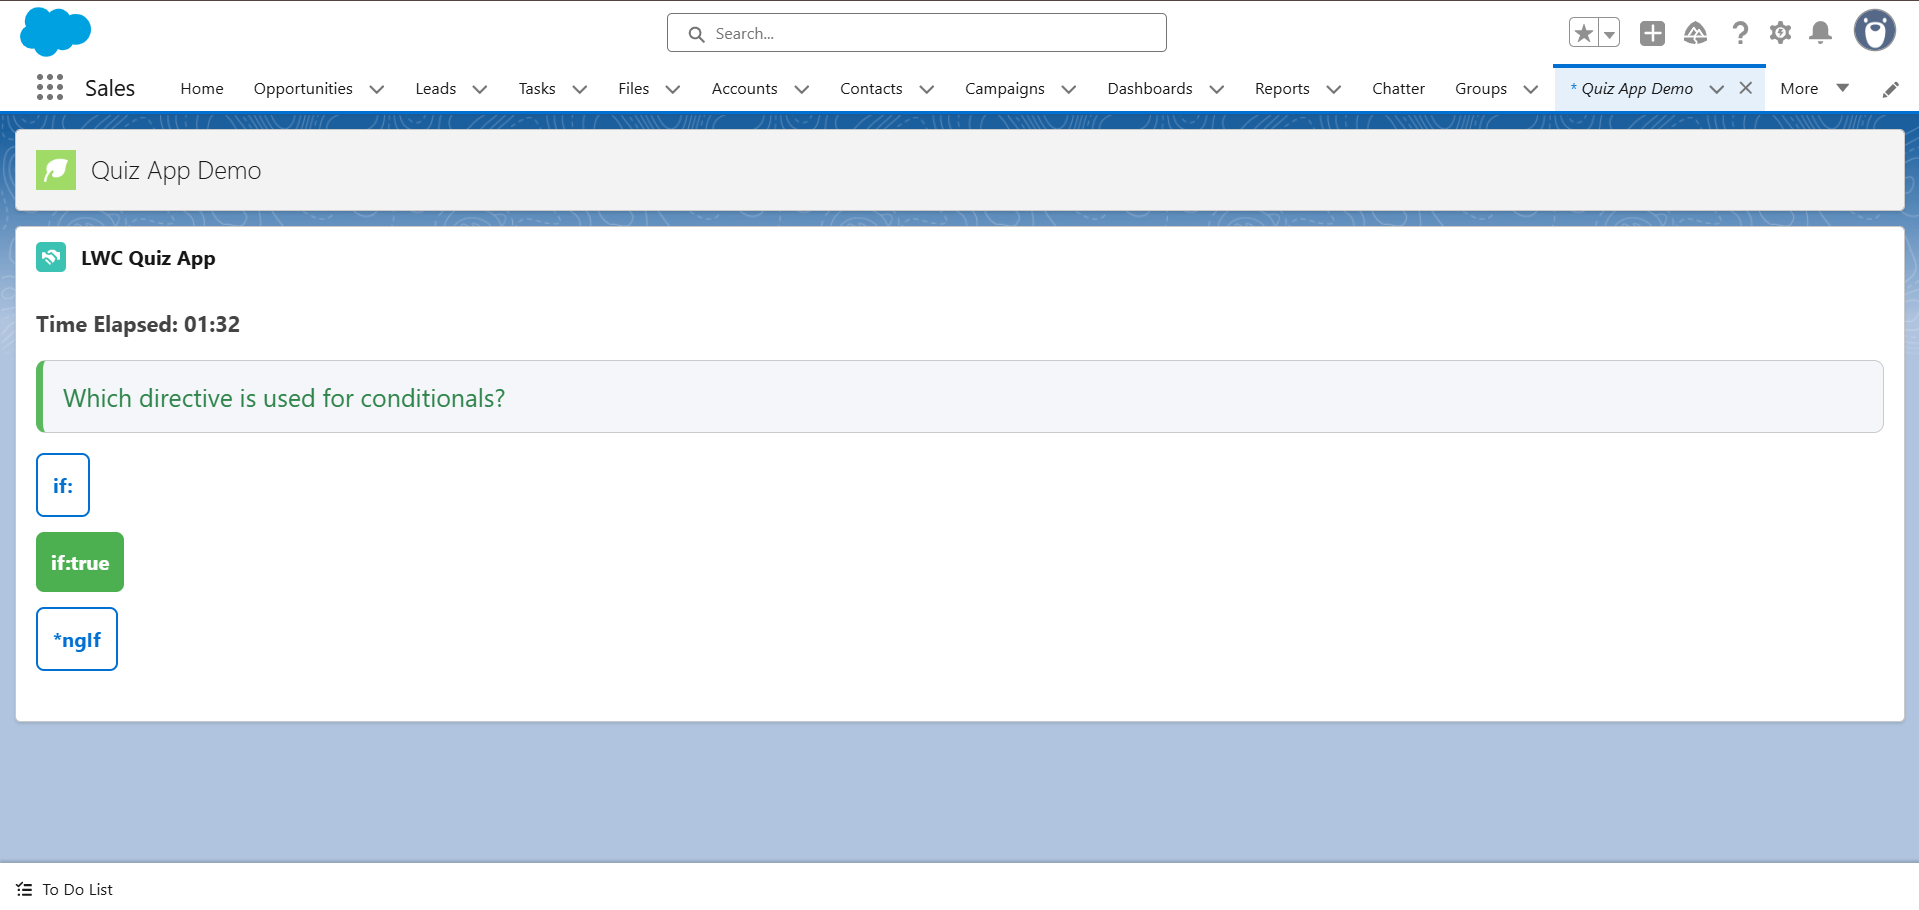 Search...
Sales Home Opportunities Leads Tasks Files Accounts Contacts Campaigns Dashboards Reports Chatter Groups * Quiz App Demo More
Quiz App Demo
LWC Quiz App
Time Elapsed: 01:32
Which directive is used for conditionals?
if:
if:true
*ngIf
To Do List